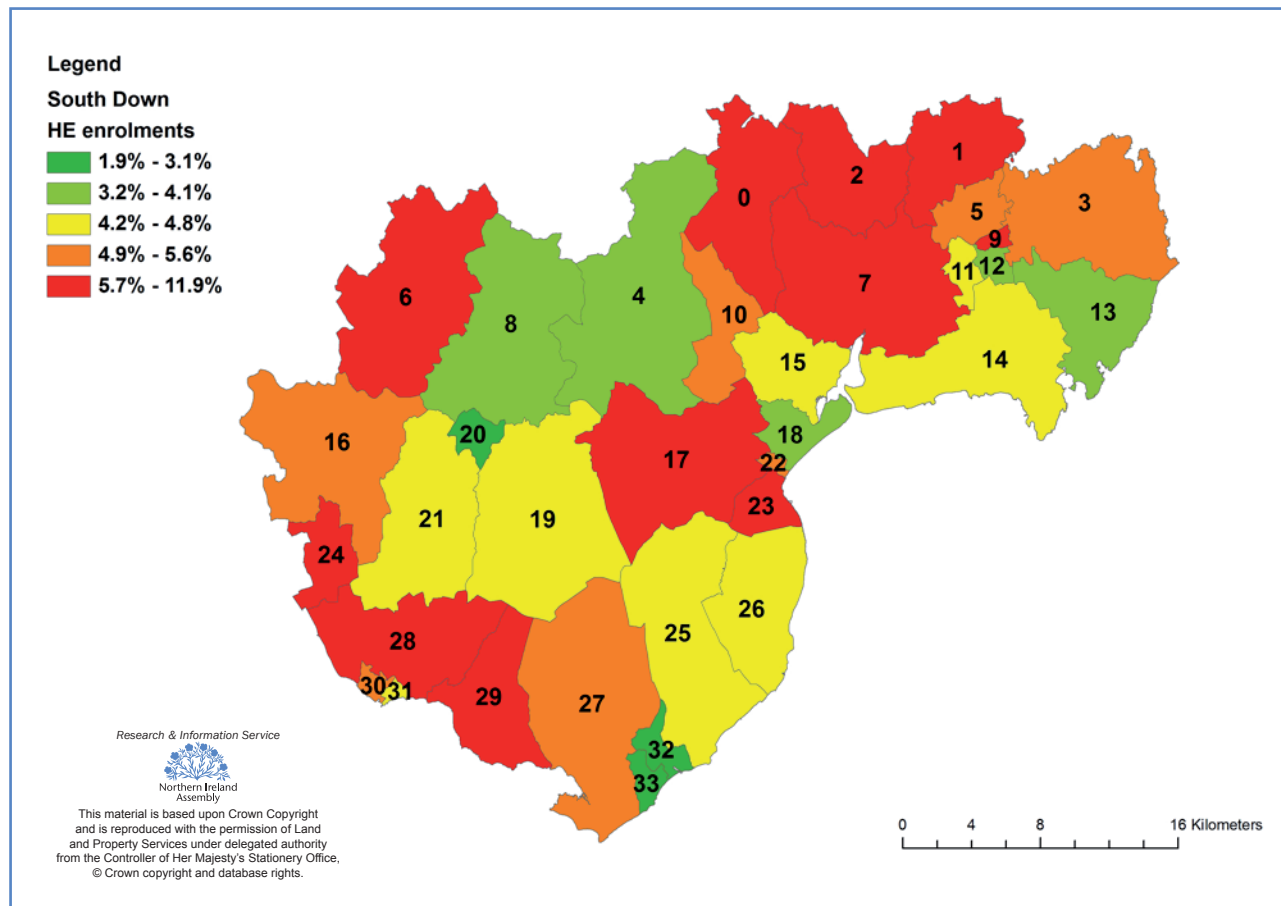 Legend
South Down
HE enrolments
1.9% - 3.1%
3.2% - 4.1%
4.2% - 4.8%
4.9% - 5.6%
5.7% - 11.9%
0
1
2
3
4
5
6
7
8
9
10
11
12
13
14
15
16
17
18
19
20
21
22
23
24
25
26
27
28
29
30
31
32
33
Research & Information Service
Northern Ireland
Assembly
This material is based upon Crown Copyright
and is reproduced with the permission of Land
and Property Services under delegated authority
from the Controller of Her Majesty's Stationery Office,
© Crown copyright and database rights.
0 4 8 16 Kilometers